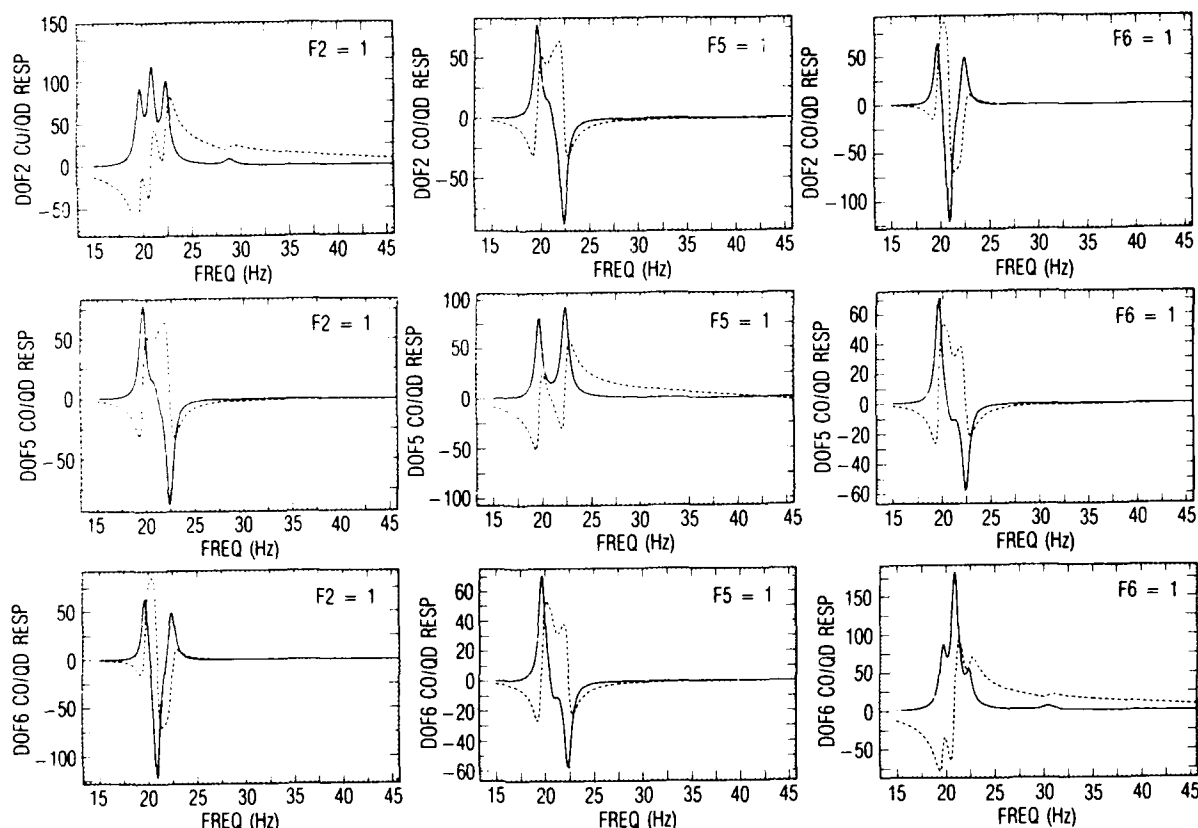 150
100
50
0
-50
DOF2 CO/QD RESP
F2 = 1
15 20 25 30 35 40 45
FREQ (Hz)
50
0
-50
DOF2 CO/QD RESP
F5 = 1
15 20 25 30 35 40 45
FREQ (Hz)
50
0
-50
-100
DOF2 CO/QD RESP
F6 = 1
15 20 25 30 35 40 45
FREQ (Hz)
50
0
-50
DOF5 CO/QD RESP
F2 = 1
15 20 25 30 35 40 45
FREQ (Hz)
100
50
0
-50
-100
DOF5 CO/QD RESP
F5 = 1
15 20 25 30 35 40 45
FREQ (Hz)
60
40
20
0
-20
-40
-60
DOF5 CO/QD RESP
F6 = 1
15 20 25 30 35 40 45
FREQ (Hz)
50
0
-50
-100
DOF6 CO/QD RESP
F2 = 1
15 20 25 30 35 40 45
FREQ (Hz)
60
40
20
0
-20
-40
-60
DOF6 CO/QD RESP
F5 = 1
15 20 25 30 35 40 45
FREQ (Hz)
150
100
50
0
-50
DOF6 CO/QD RESP
F6 = 1
15 20 25 30 35 40 45
FREQ (Hz)